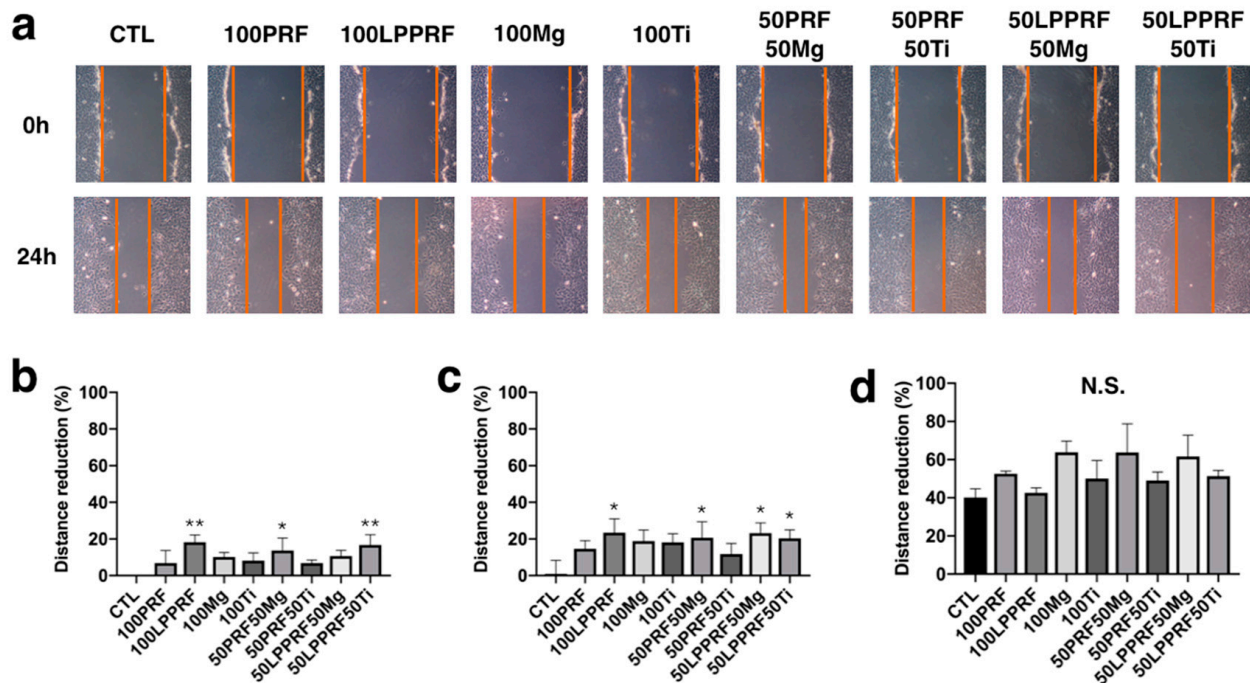 a
CTL 100PRF 100LPPRF 100Mg 100Ti 50PRF 50PRF 50LPPRF 50LPPRF
50Mg 50Ti 50Mg 50Ti
0h
24h
b
Distance reduction (%)
100
80
60
40
20
0
** * **
CTL
100PRF
100LPPRF
100Mg
100Ti
50PRF50Mg
50PRF50Ti
50LPPRF50Mg
50LPPRF50Ti
c
Distance reduction (%)
100
80
60
40
20
0
* * * *
CTL
100PRF
100LPPRF
100Mg
100Ti
50PRF50Mg
50PRF50Ti
50LPPRF50Mg
50LPPRF50Ti
d
N.S.
Distance reduction (%)
100
80
60
40
20
0
CTL
100PRF
100LPPRF
100Mg
100Ti
50PRF50Mg
50PRF50Ti
50LPPRF50Mg
50LPPRF50Ti